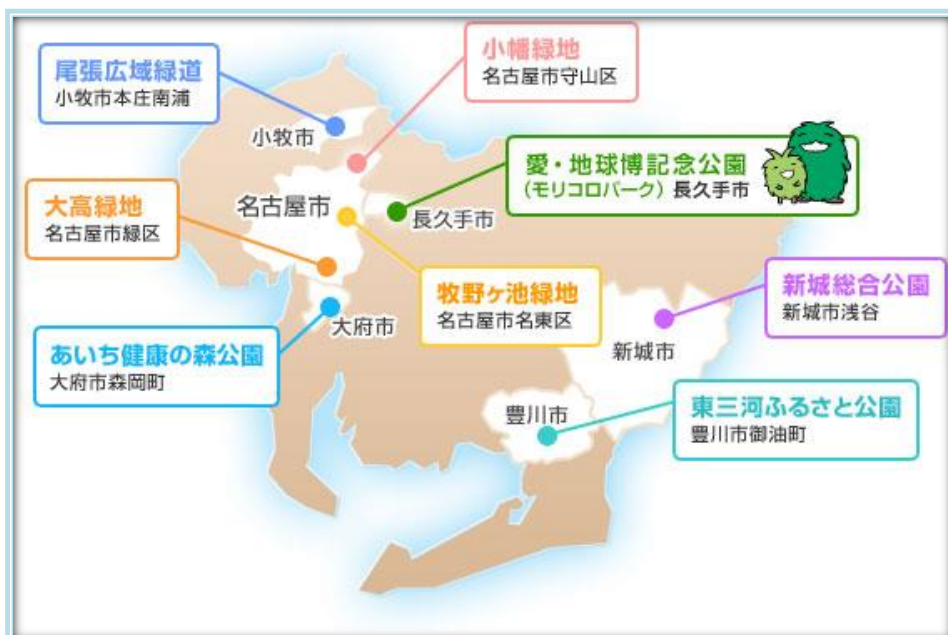 尾張広域緑道
小牧市本庄南浦
小幡緑地
名古屋市守山区
小牧市
愛・地球博記念公園
(モリコロパーク) 長久手市
大高緑地
名古屋市緑区
名古屋市
長久手市
牧野ヶ池緑地
名古屋市名東区
新城総合公園
新城市浅谷
大府市
あいち健康の森公園
大府市森岡町
新城市
豊川市
東三河ふるさと公園
豊川市御油町